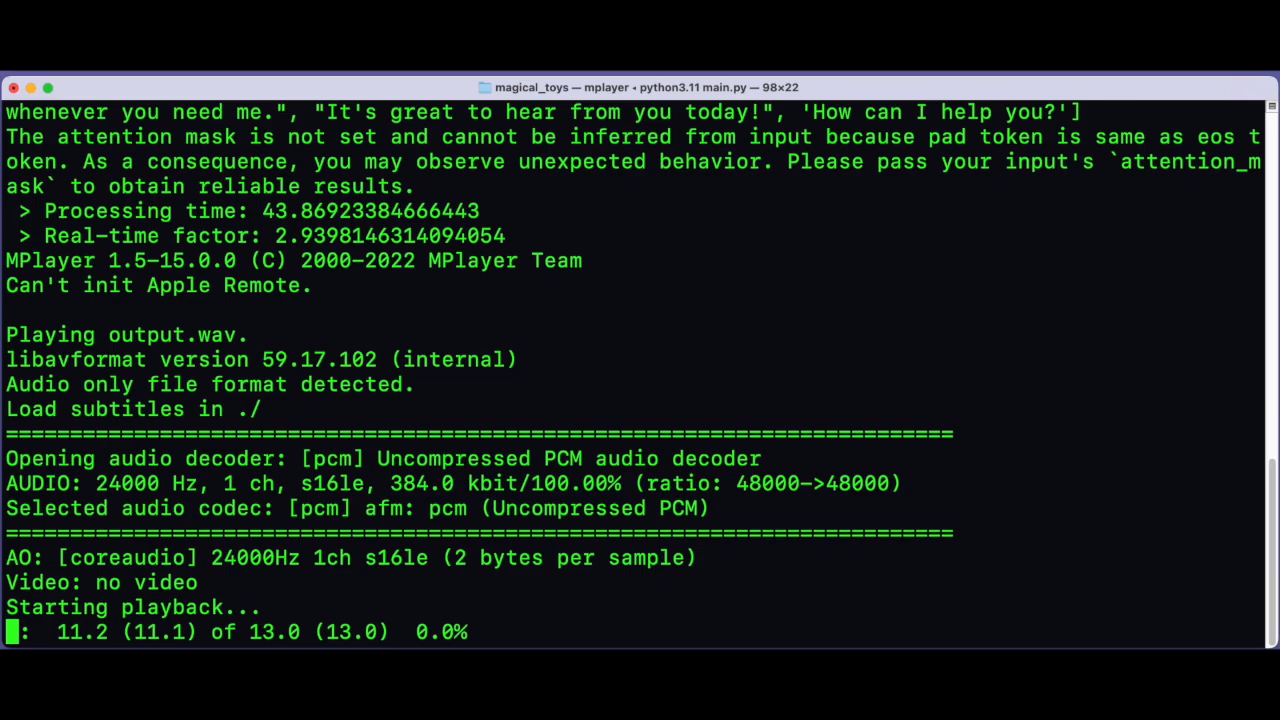 magical_toys — mplayer ◂ python3.11 main.py — 98×22
whenever you need me.", "It's great to hear from you today!", 'How can I help you?']
The attention mask is not set and cannot be inferred from input because pad token is same as eos t
oken. As a consequence, you may observe unexpected behavior. Please pass your input's `attention_m
ask` to obtain reliable results.
 > Processing time: 43.86923384666443
 > Real-time factor: 2.9398146314094054
MPlayer 1.5-15.0.0 (C) 2000-2022 MPlayer Team
Can't init Apple Remote.
Playing output.wav.
libavformat version 59.17.102 (internal)
Audio only file format detected.
Load subtitles in ./
==========================================================================
Opening audio decoder: [pcm] Uncompressed PCM audio decoder
AUDIO: 24000 Hz, 1 ch, s16le, 384.0 kbit/100.00% (ratio: 48000->48000)
Selected audio codec: [pcm] afm: pcm (Uncompressed PCM)
==========================================================================
AO: [coreaudio] 24000Hz 1ch s16le (2 bytes per sample)
Video: no video
Starting playback...
:  11.2 (11.1) of 13.0 (13.0)  0.0%